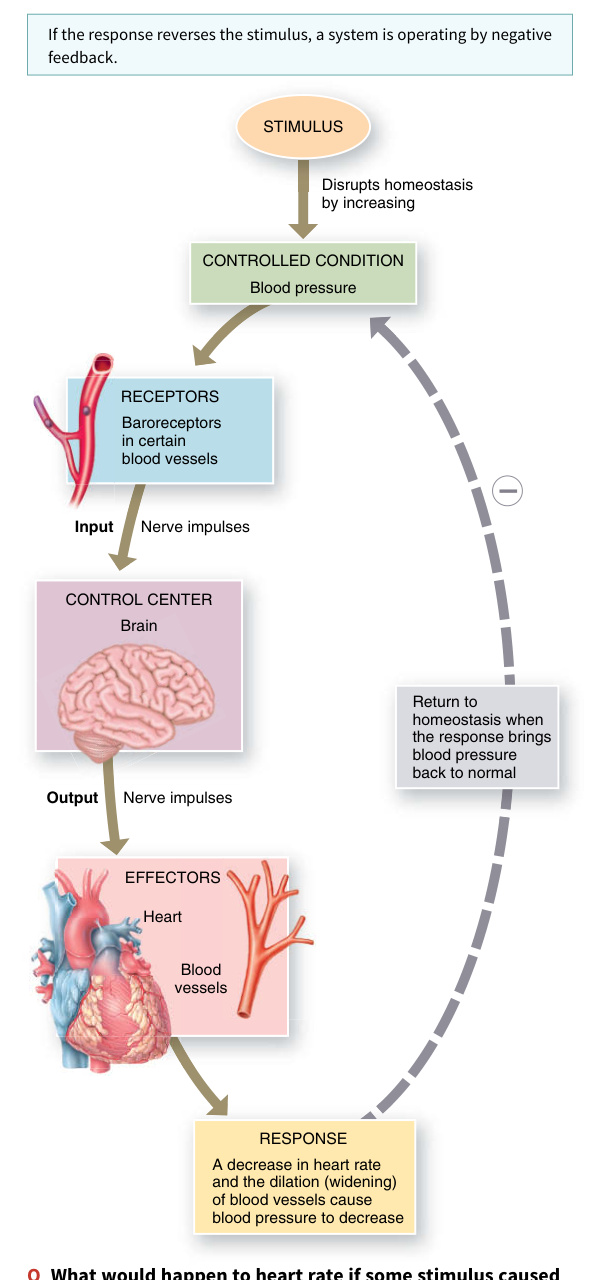 If the response reverses the stimulus, a system is operating by negative
feedback.
STIMULUS
Disrupts homeostasis
by increasing
CONTROLLED CONDITION
Blood pressure
RECEPTORS
Baroreceptors
in certain
blood vessels
Input Nerve impulses
CONTROL CENTER
Brain
Return to
homeostasis when
the response brings
blood pressure
back to normal
Output Nerve impulses
EFFECTORS
Heart
Blood
vessels
RESPONSE
A decrease in heart rate
and the dilation (widening)
of blood vessels cause
blood pressure to decrease
Q What would happen to heart rate if some stimulus caused